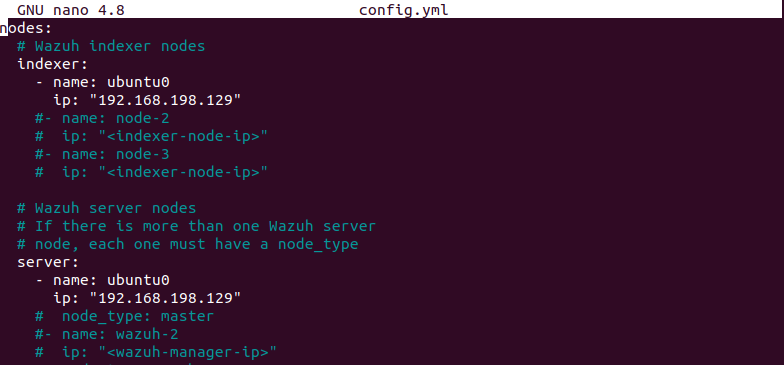 GNU nano 4.8 config.yml
nodes:
# Wazuh indexer nodes
indexer:
- name: ubuntu0
ip: "192.168.198.129"
#- name: node-2
# ip: "<indexer-node-ip>"
#- name: node-3
# ip: "<indexer-node-ip>"
# Wazuh server nodes
# If there is more than one Wazuh server
# node, each one must have a node_type
server:
- name: ubuntu0
ip: "192.168.198.129"
# node_type: master
#- name: wazuh-2
# ip: "<wazuh-manager-ip>"